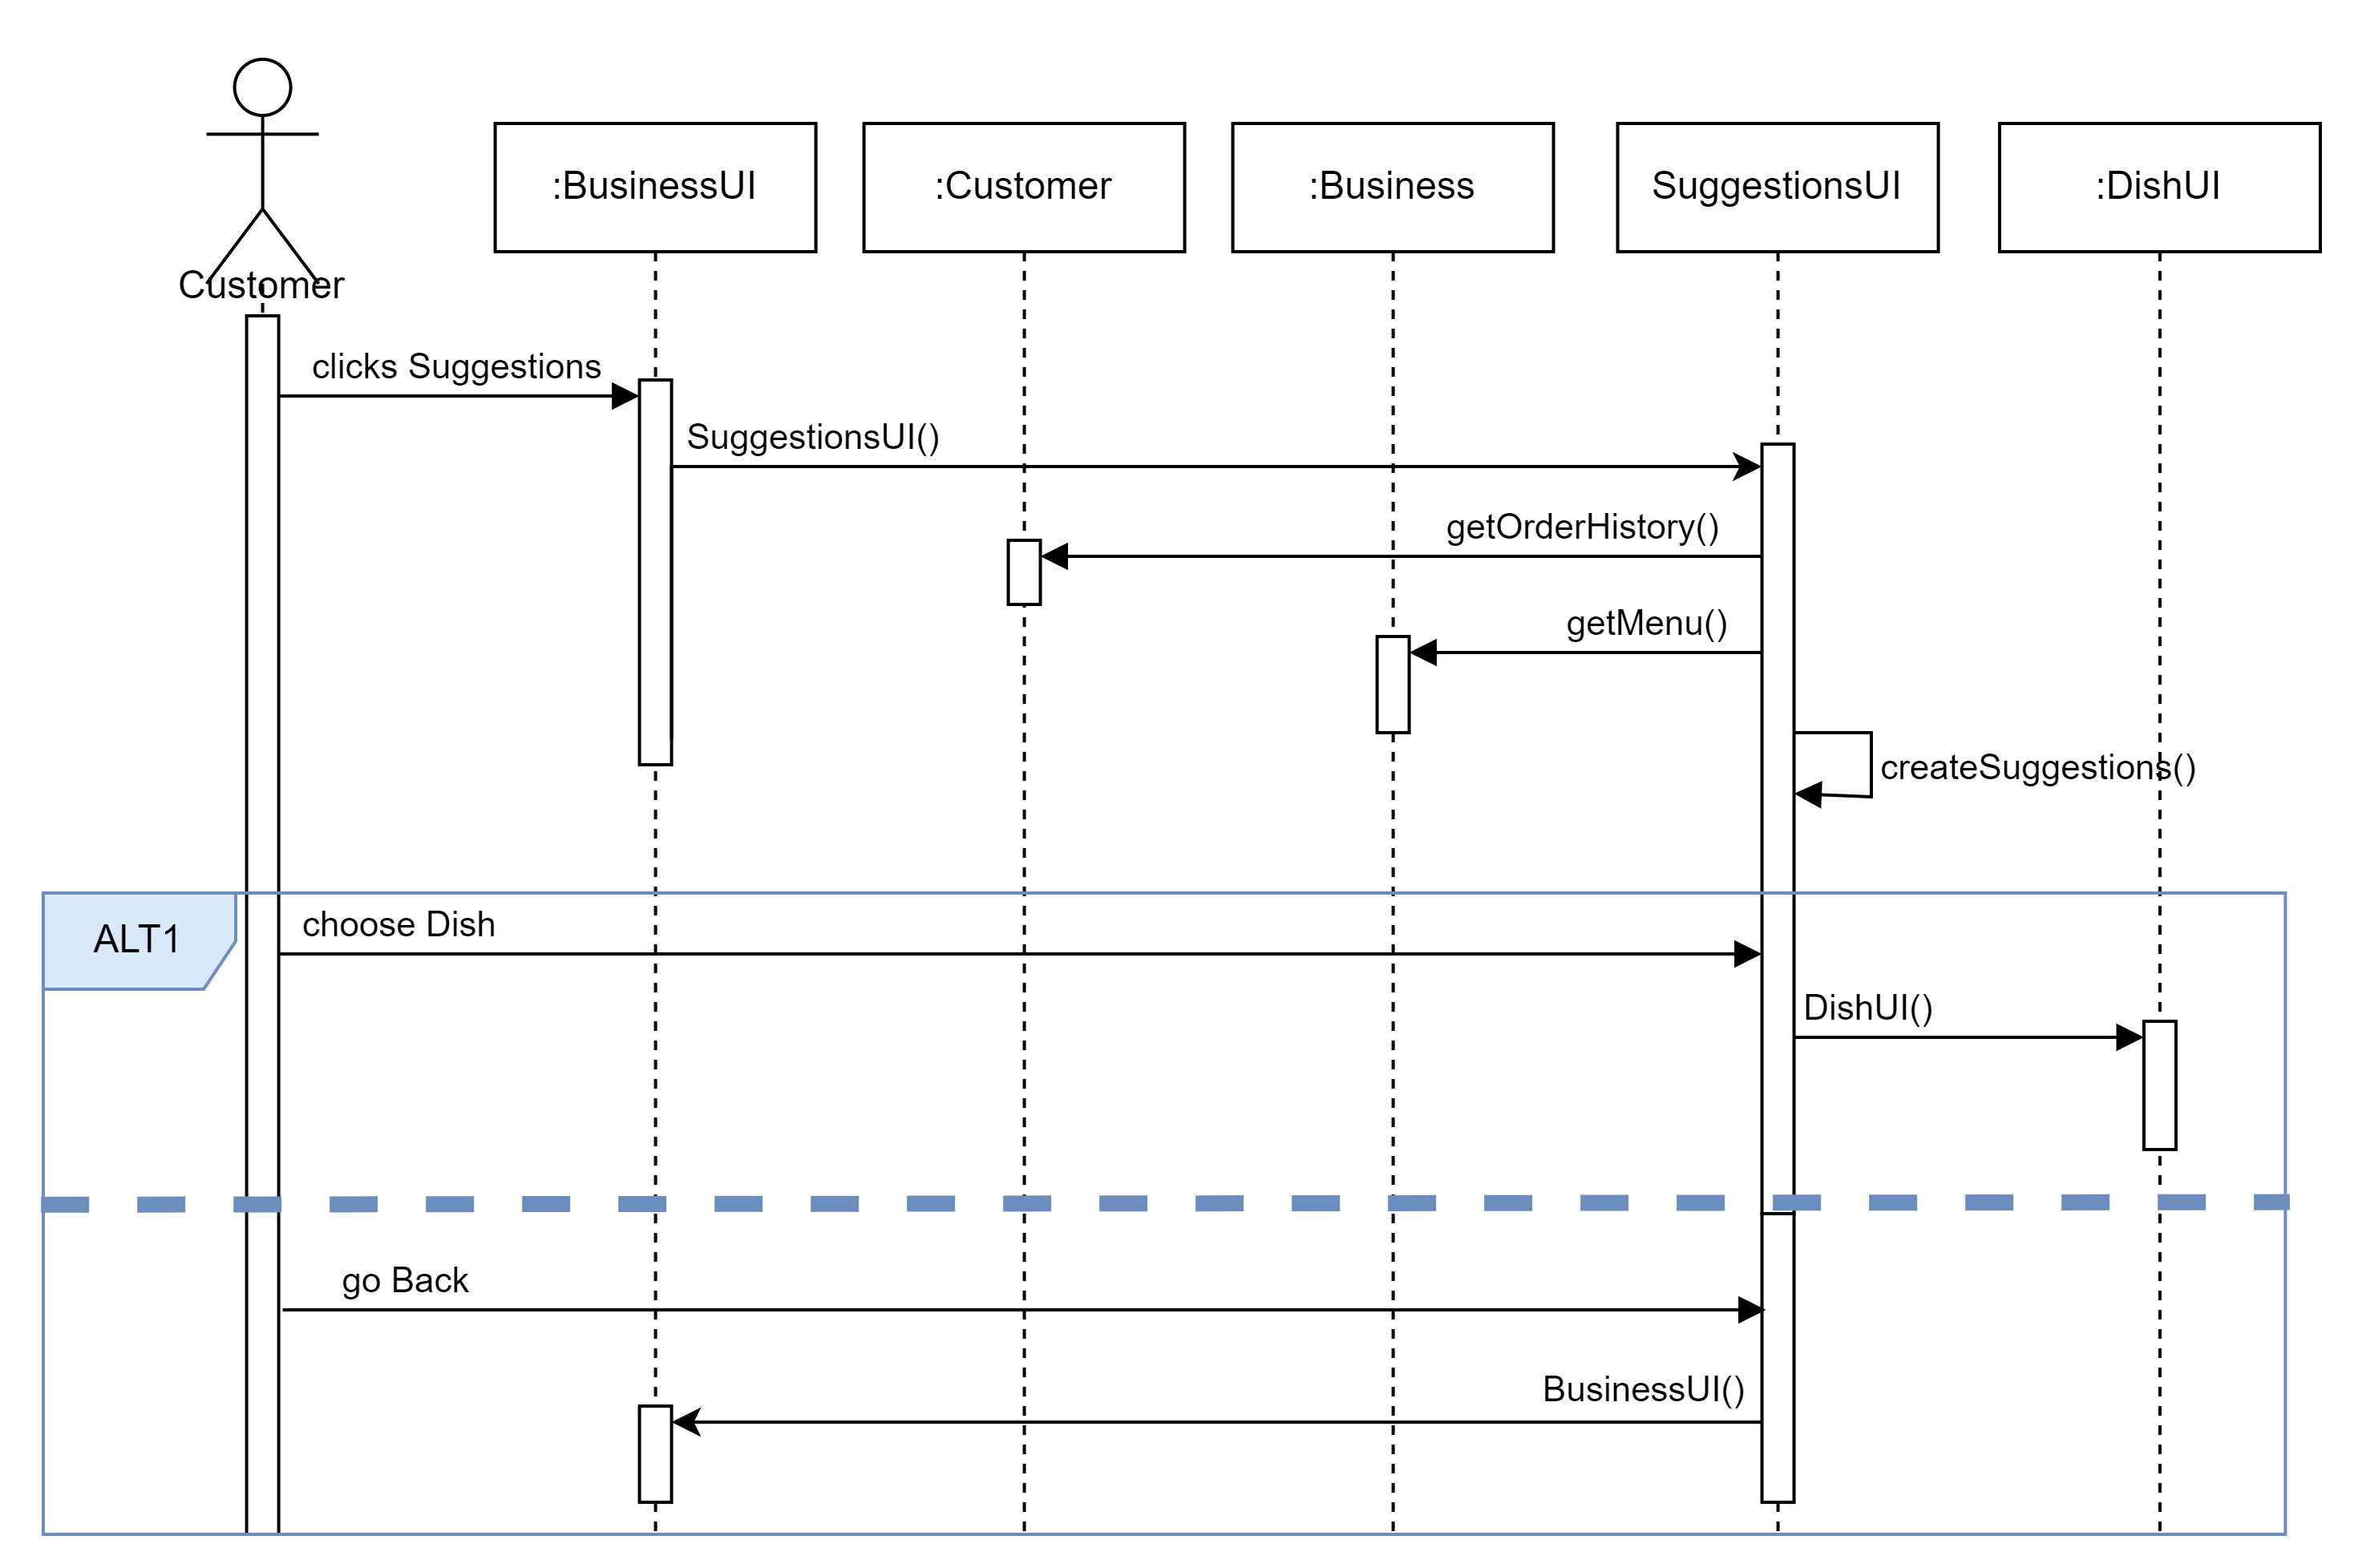 :BusinessUI
:Customer
:Business
SuggestionsUI
:DishUI
Customer
clicks Suggestions
SuggestionsUI()
getOrderHistory()
getMenu()
createSuggestions()
ALT1
choose Dish
DishUI()
go Back
BusinessUI()